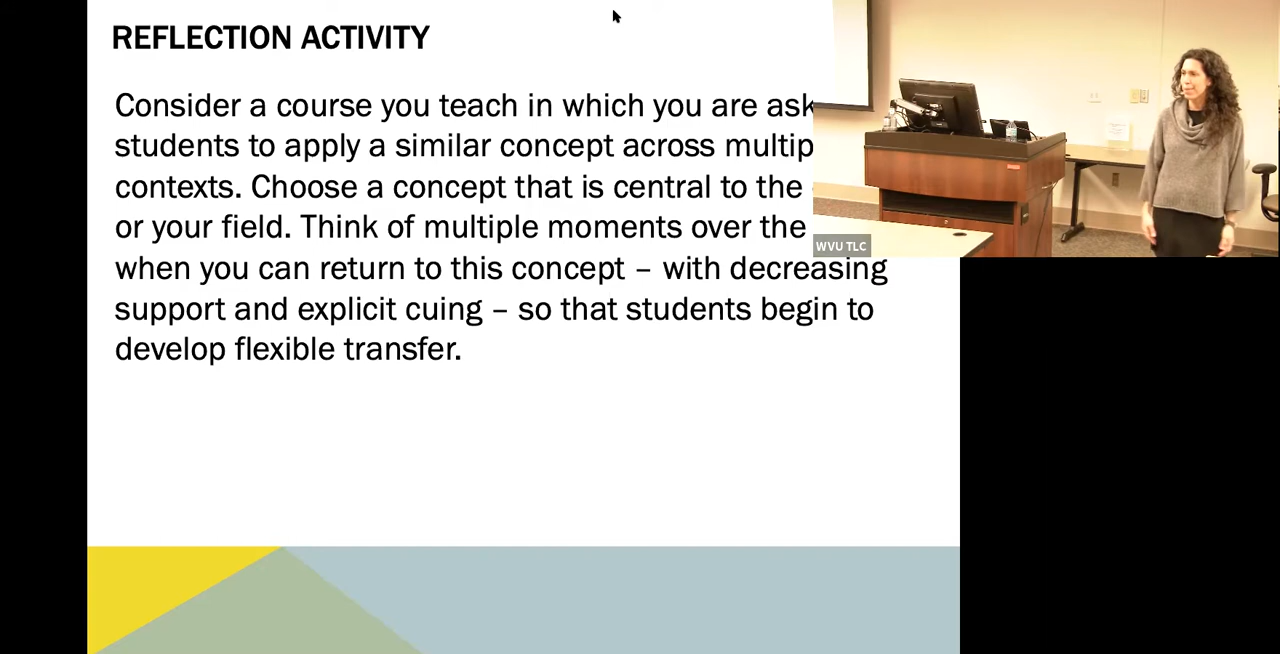 REFLECTION ACTIVITY
Consider a course you teach in which you are ask
students to apply a similar concept across multip
contexts. Choose a concept that is central to the
or your field. Think of multiple moments over the
when you can return to this concept – with decreasing
support and explicit cuing – so that students begin to
develop flexible transfer.
WVU TLC